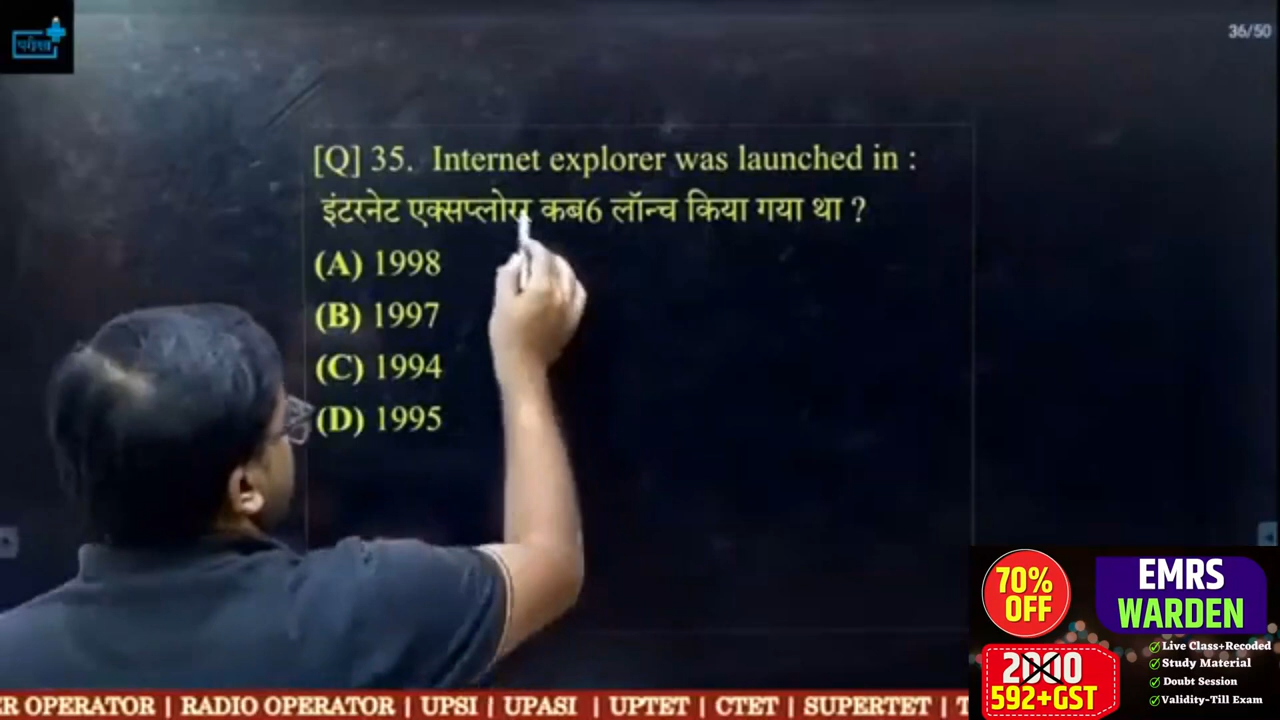 परीक्षा
36/50
[Q] 35. Internet explorer was launched in :
इंटरनेट एक्सप्लोरर कब6 लॉन्च किया गया था ?
(A) 1998
(B) 1997
(C) 1994
(D) 1995
70%
OFF
EMRS
WARDEN
2000
592+GST
Live Class+Recoded
Study Material
Doubt Session
Validity-Till Exam
ER OPERATOR | RADIO OPERATOR | UPSI | UPASI | UPTET | CTET | SUPERTET | T